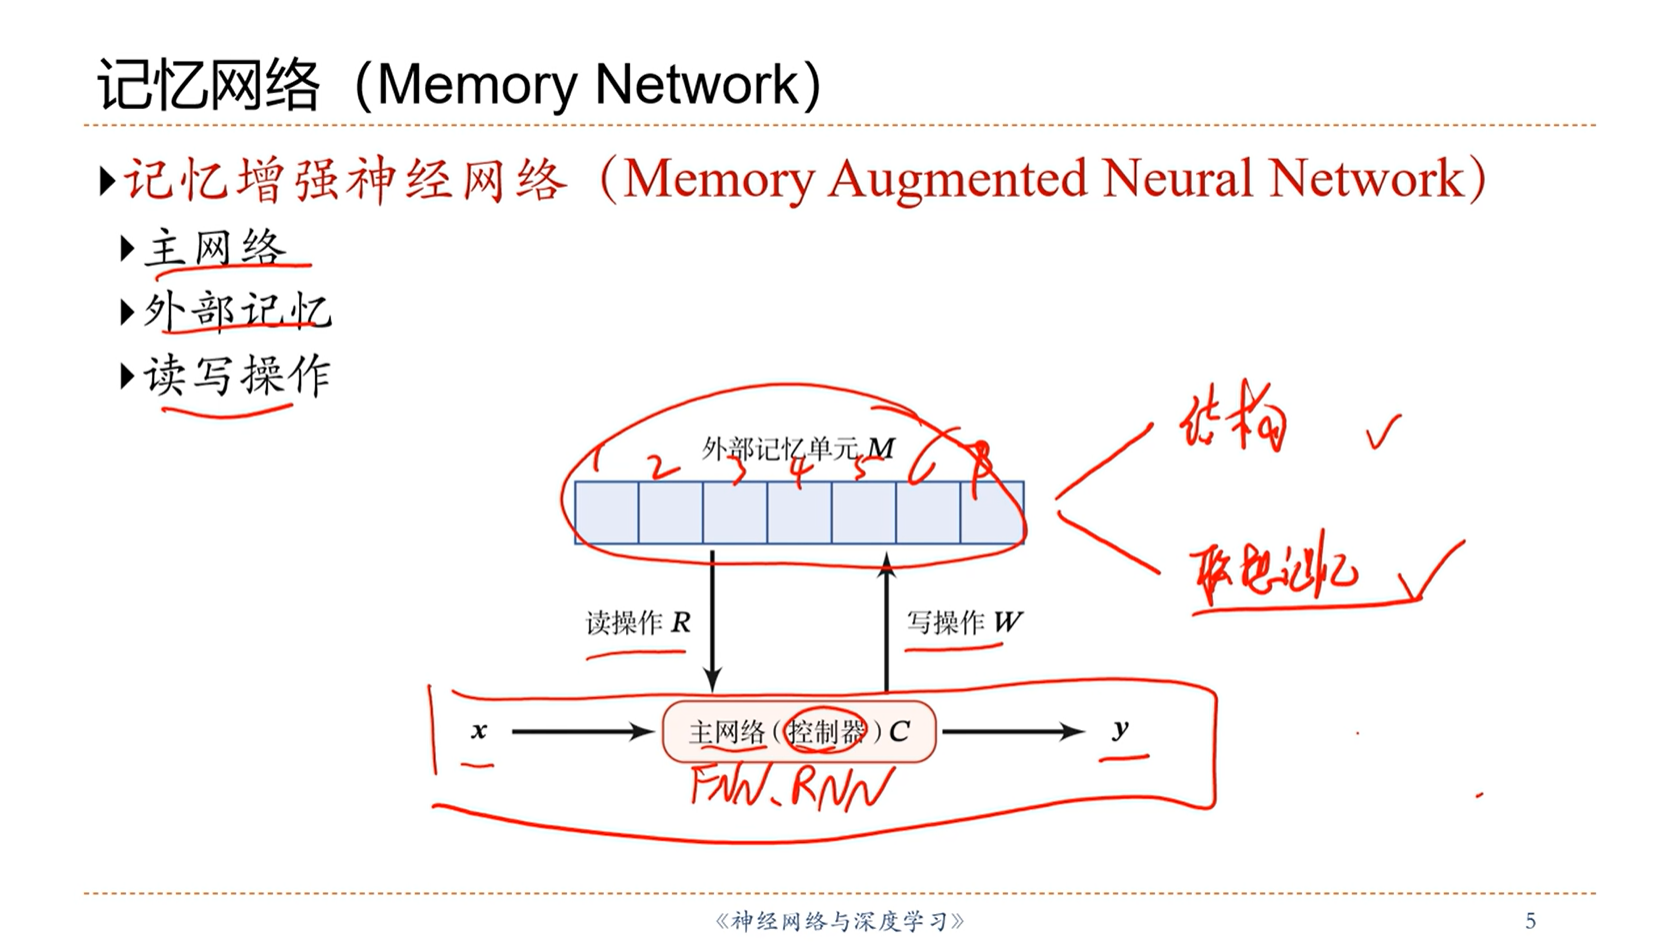 记忆网络（Memory Network）
记忆增强神经网络（Memory Augmented Neural Network）
主网络
外部记忆
读写操作
结构
外部记忆单元 M
1 2 3 4 5 6
联想记忆
读操作 R
写操作 W
x
主网络（控制器）C
y
FNN、RNN
《神经网络与深度学习》
5